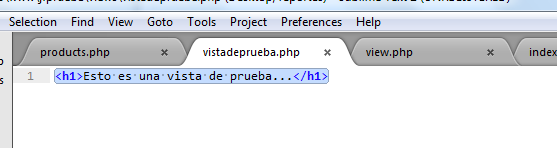 Selection Find View Goto Tools Project Preferences Help
products.php × vistadeprueba.php × view.php × index
1 <h1>Esto es una vista de prueba...</h1>